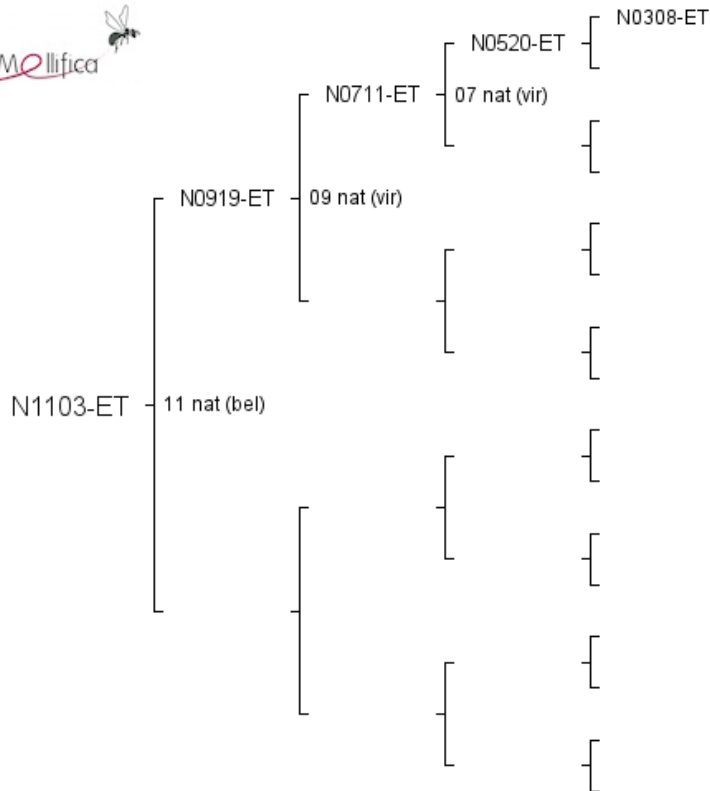 Mellifica
N0308-ET
N0520-ET
N0711-ET
07 nat (vir)
N0919-ET
09 nat (vir)
N1103-ET
11 nat (bel)